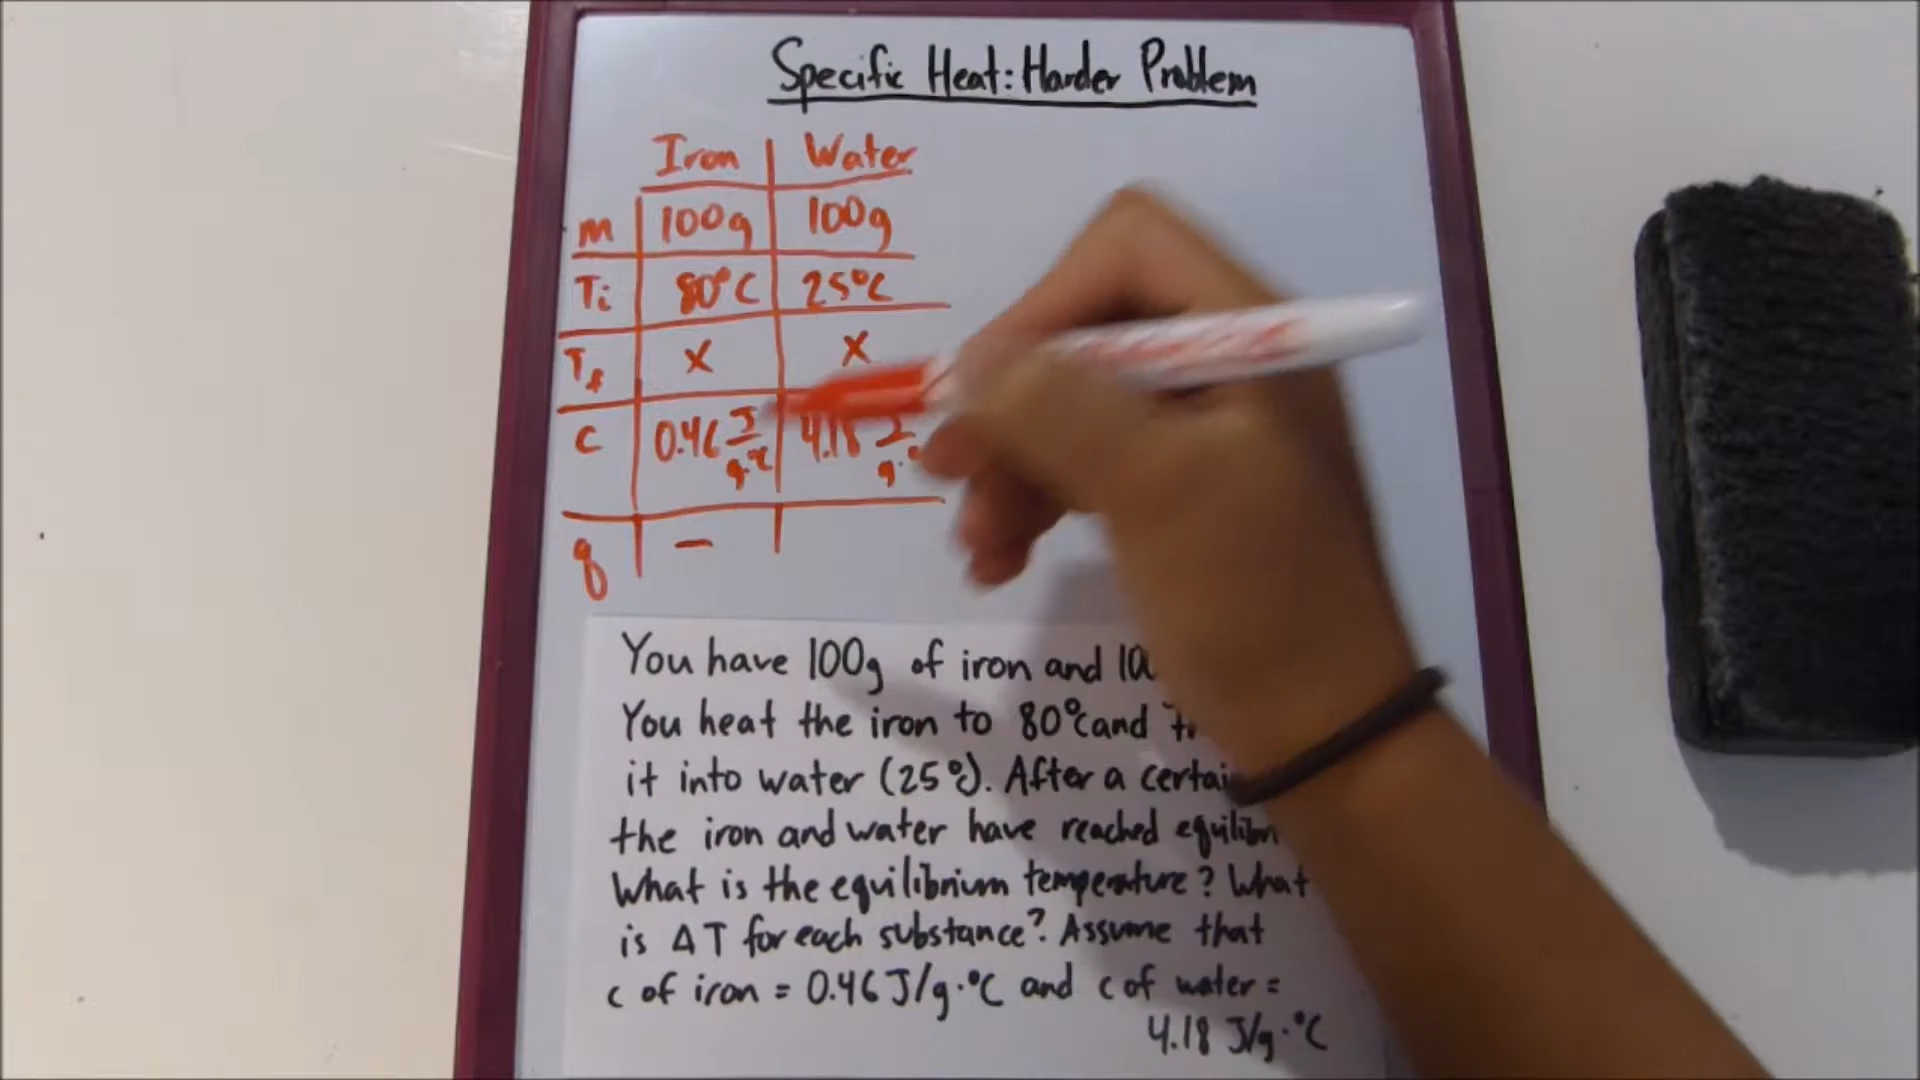 Specific Heat: Harder Problem
Iron Water
m 100g 100g
Ti 80°C 25°C
Tf X X
C 0.46 J/g·°C 4.18 J/g·
q −
You have 100g of iron and
You heat the iron to 80°C and
it into water (25°C). After a
the iron and water have reached
What is the equilibrium temperature? What
is ΔT for each substance? Assume that
c of iron = 0.46 J/g·°C and c of water =
4.18 J/g·°C